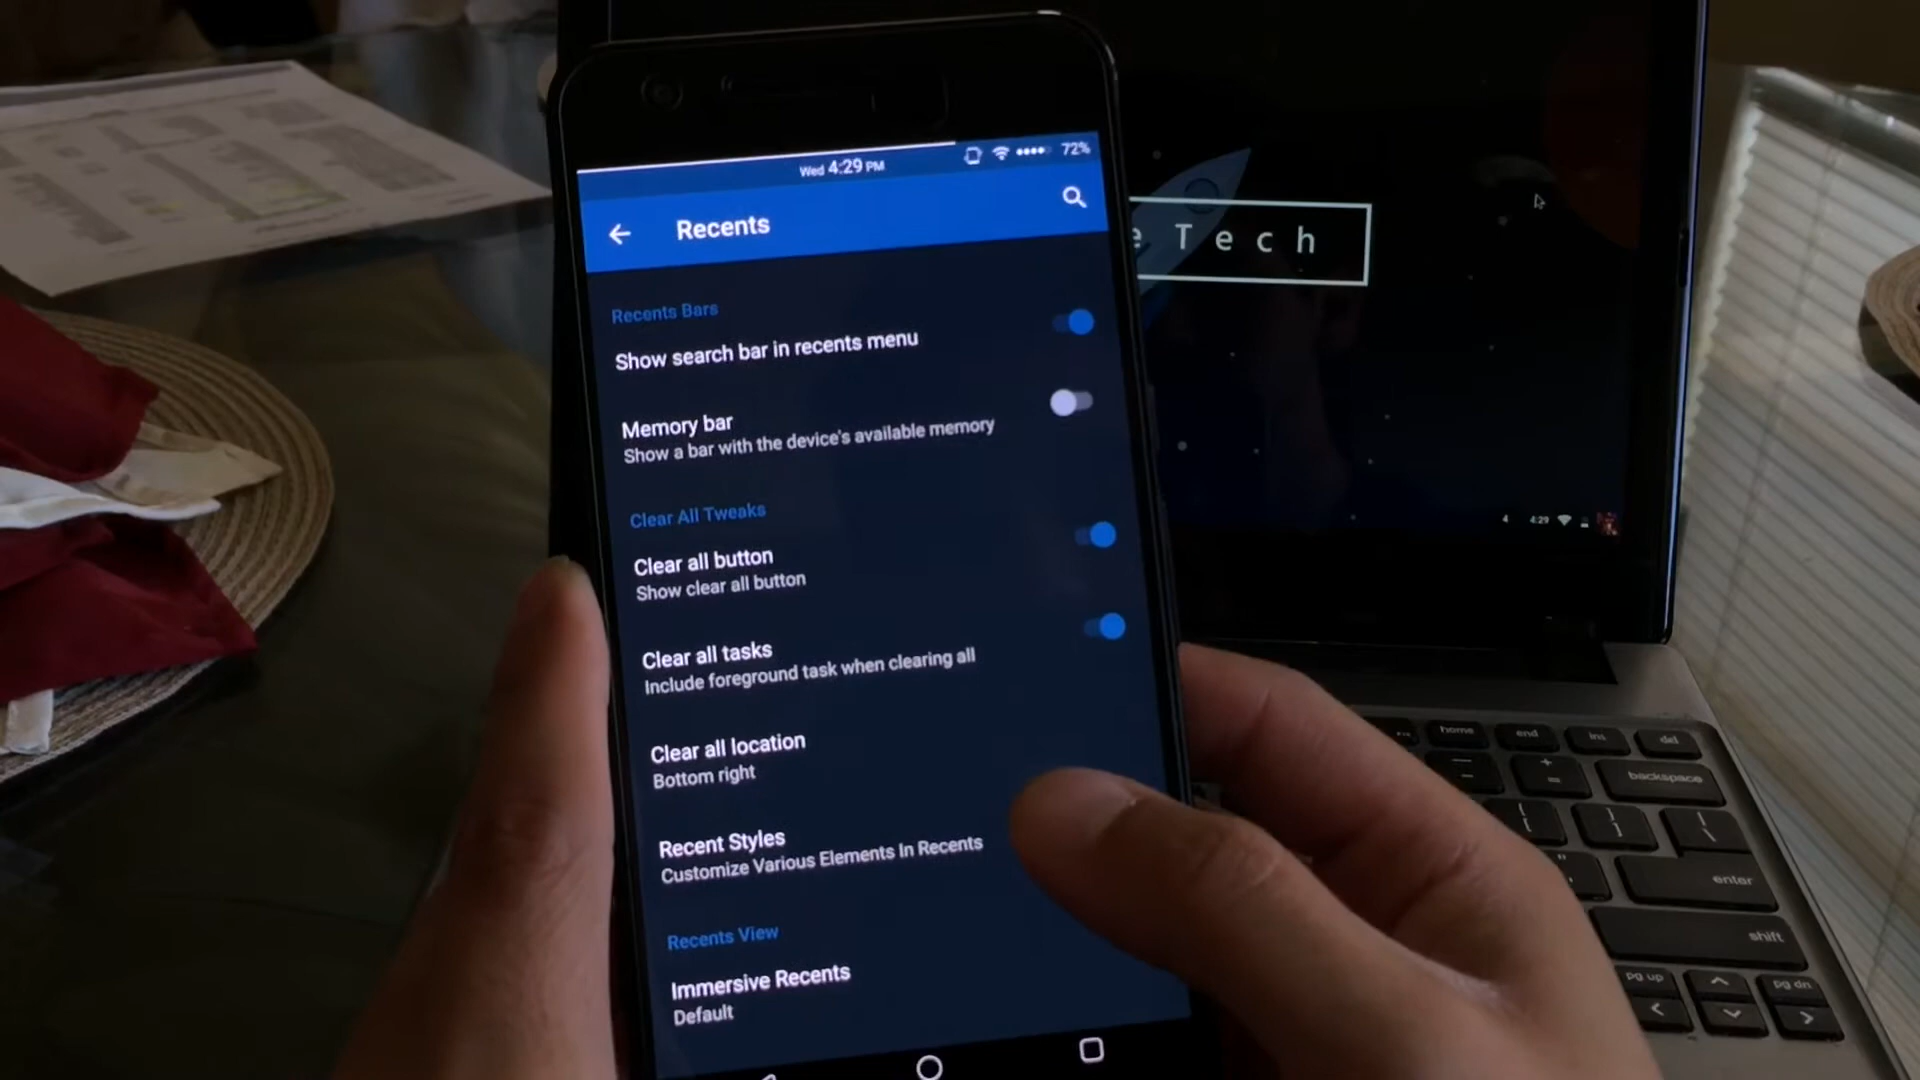 Wed 4:29 PM
72%
Recents
Recents Bars
Show search bar in recents menu
Memory bar
Show a bar with the device's available memory
Clear All Tweaks
Clear all button
Show clear all button
Clear all tasks
Include foreground task when clearing all
Clear all location
Bottom right
Recent Styles
Customize Various Elements In Recents
Recents View
Immersive Recents
Default
e Tech
4 4:29
home end ins del
backspace
enter
shift
pg up pg dn